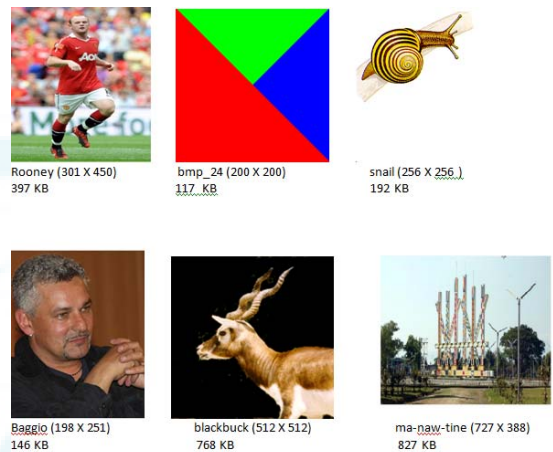 AON
Rooney (301 X 450)
397 KB
bmp_24 (200 X 200)
117 KB
snail (256 X 256 )
192 KB
Baggio (198 X 251)
146 KB
blackbuck (512 X 512)
768 KB
ma-naw-tine (727 X 388)
827 KB